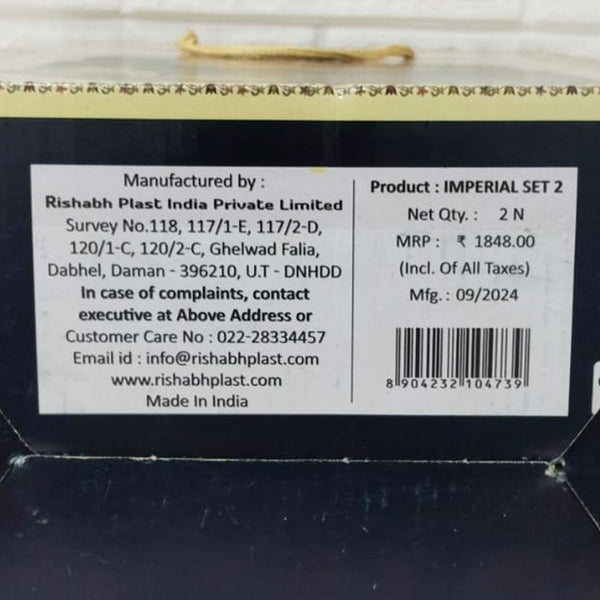 Manufactured by :
Rishabh Plast India Private Limited
Survey No.118, 117/1-E, 117/2-D,
120/1-C, 120/2-C, Ghelwad Falia,
Dabhel, Daman - 396210, U.T - DNHDD
In case of complaints, contact
executive at Above Address or
Customer Care No : 022-28334457
Email id : info@rishabhplast.com
www.rishabhplast.com
Made In India
Product : IMPERIAL SET 2
Net Qty. : 2 N
MRP : ₹ 1848.00
(Incl. Of All Taxes)
Mfg. : 09/2024
8 904232 104739